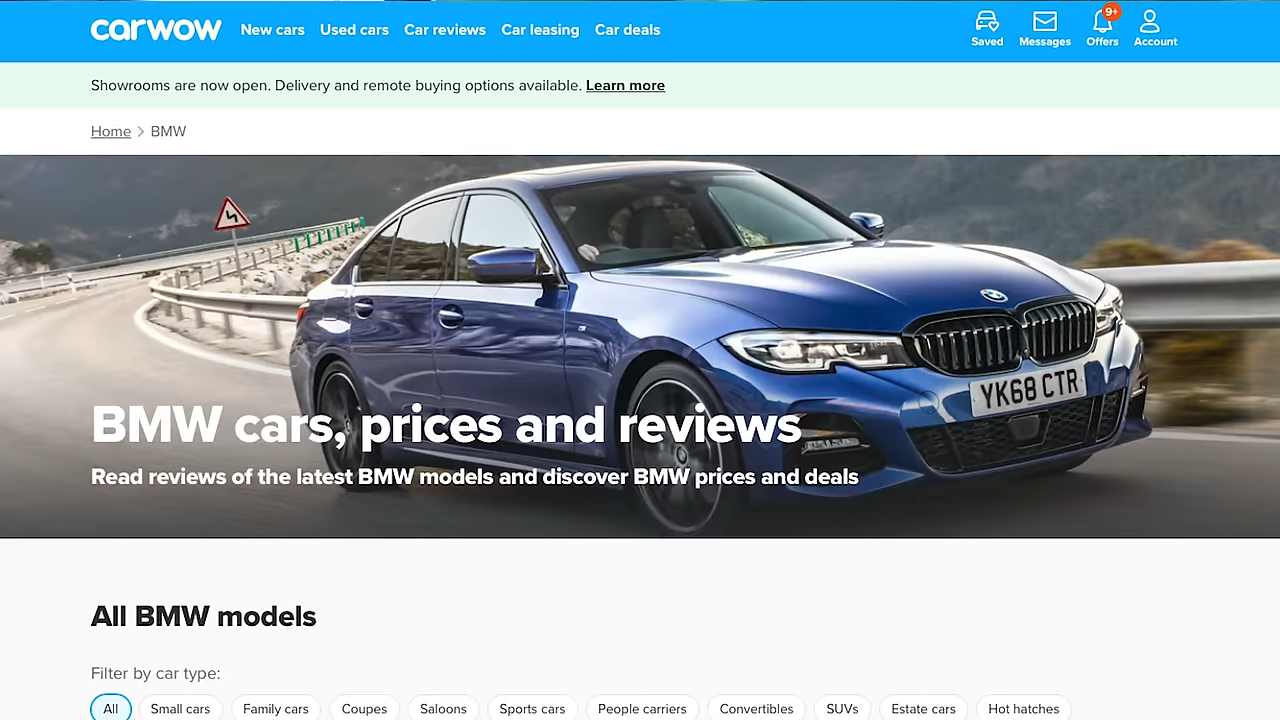 carwow New cars Used cars Car reviews Car leasing Car deals
9+
Saved Messages Offers Account
Showrooms are now open. Delivery and remote buying options available. Learn more
Home > BMW
YK68 CTR
BMW cars, prices and reviews
Read reviews of the latest BMW models and discover BMW prices and deals
All BMW models
Filter by car type:
All Small cars Family cars Coupes Saloons Sports cars People carriers Convertibles SUVs Estate cars Hot hatches